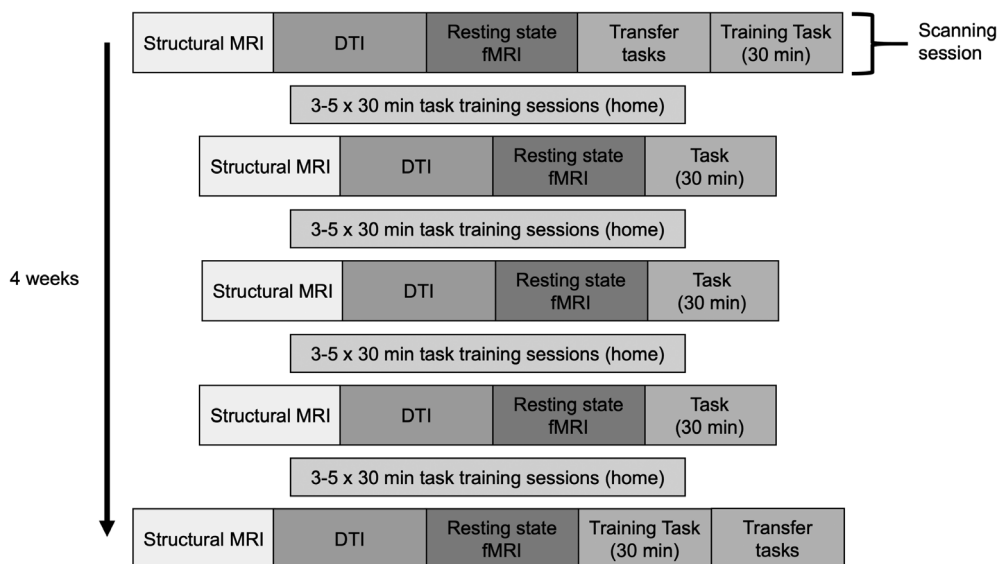 Structural MRI
DTI
Resting state
fMRI
Transfer
tasks
Training Task
(30 min)
Scanning
session
3-5 x 30 min task training sessions (home)
Structural MRI
DTI
Resting state
fMRI
Task
(30 min)
3-5 x 30 min task training sessions (home)
4 weeks
Structural MRI
DTI
Resting state
fMRI
Task
(30 min)
3-5 x 30 min task training sessions (home)
Structural MRI
DTI
Resting state
fMRI
Task
(30 min)
3-5 x 30 min task training sessions (home)
Structural MRI
DTI
Resting state
fMRI
Training Task
(30 min)
Transfer
tasks